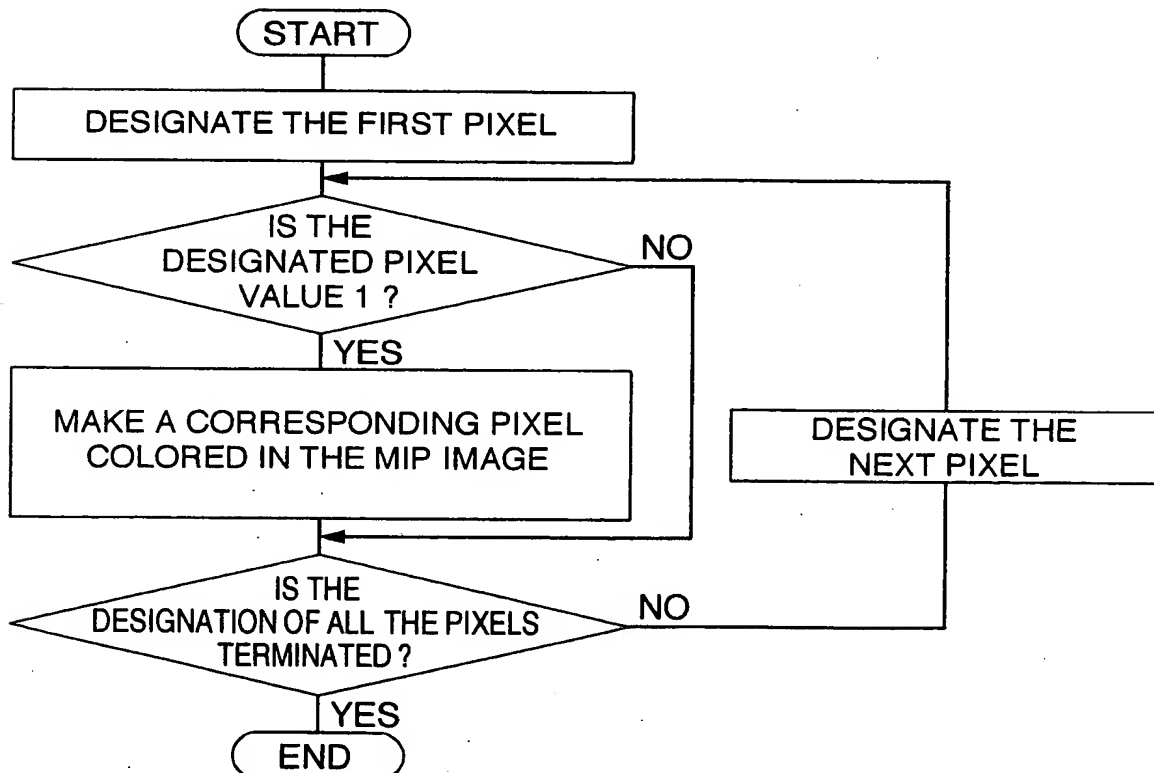 START
DESIGNATE THE FIRST PIXEL
IS THE
DESIGNATED PIXEL
VALUE 1 ?
NO
YES
MAKE A CORRESPONDING PIXEL
COLORED IN THE MIP IMAGE
DESIGNATE THE
NEXT PIXEL
IS THE
DESIGNATION OF ALL THE PIXELS
TERMINATED ?
NO
YES
END